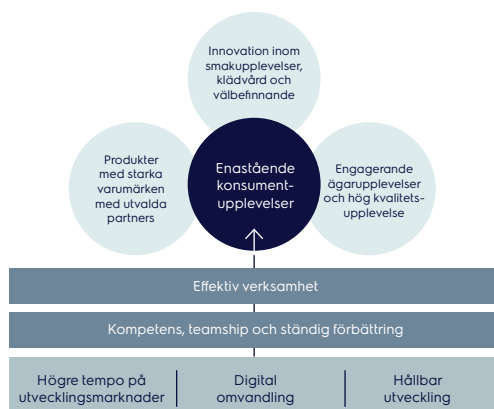 Innovation inom
smakupplevelser,
klädvård och
välbefinnande
Produkter
med starka
varumärken
med utvalda
partners
Enastående
konsument-
upplevelser
Engagerande
ägarupplevelser
och hög kvalitets-
upplevelse
Effektiv verksamhet
Kompetens, teamship och ständig förbättring
Högre tempo på
utvecklingsmarknader
Digital
omvandling
Hållbar
utveckling